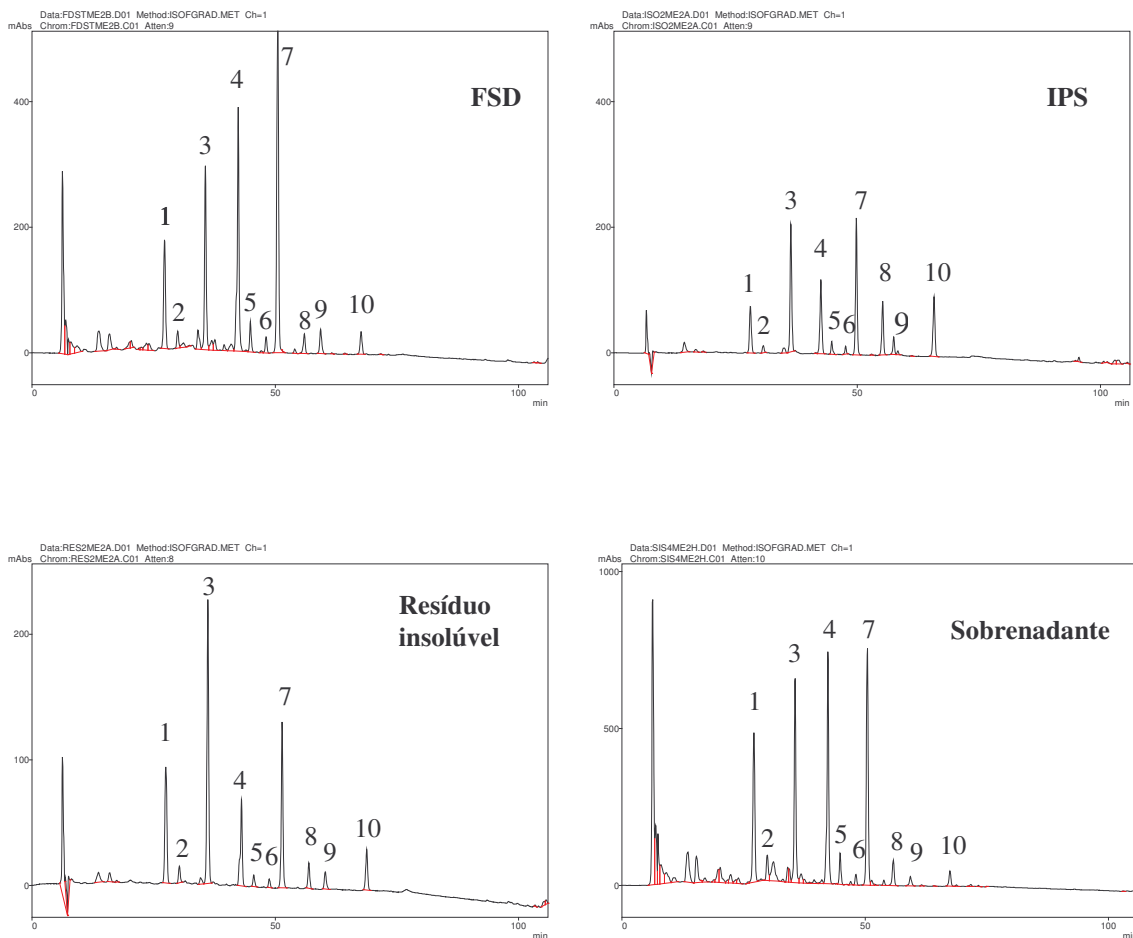 Data:FDSTME2B.D01 Method:ISOFGRAD.MET Ch=1
mAbs Chrom:FDSTME2B.C01 Atten:9
FSD
400
200
0
1
2
3
4
5
6
7
8
9
10
0 50 100
min
Data:ISO2ME2A.D01 Method:ISOFGRAD.MET Ch=1
mAbs Chrom:ISO2ME2A.C01 Atten:9
IPS
400
200
0
1
2
3
4
5
6
7
8
9
10
0 50 100
min
Data:RES2ME2A.D01 Method:ISOFGRAD.MET Ch=1
mAbs Chrom:RES2ME2A.C01 Atten:8
Resíduo
insolúvel
200
100
0
1
2
3
4
5
6
7
8
9
10
0 50 100
min
Data:SIS4ME2H.D01 Method:ISOFGRAD.MET Ch=1
mAbs Chrom:SIS4ME2H.C01 Atten:10
Sobrenadante
1000
500
0
1
2
3
4
5
6
7
8
9
10
0 50 100
min